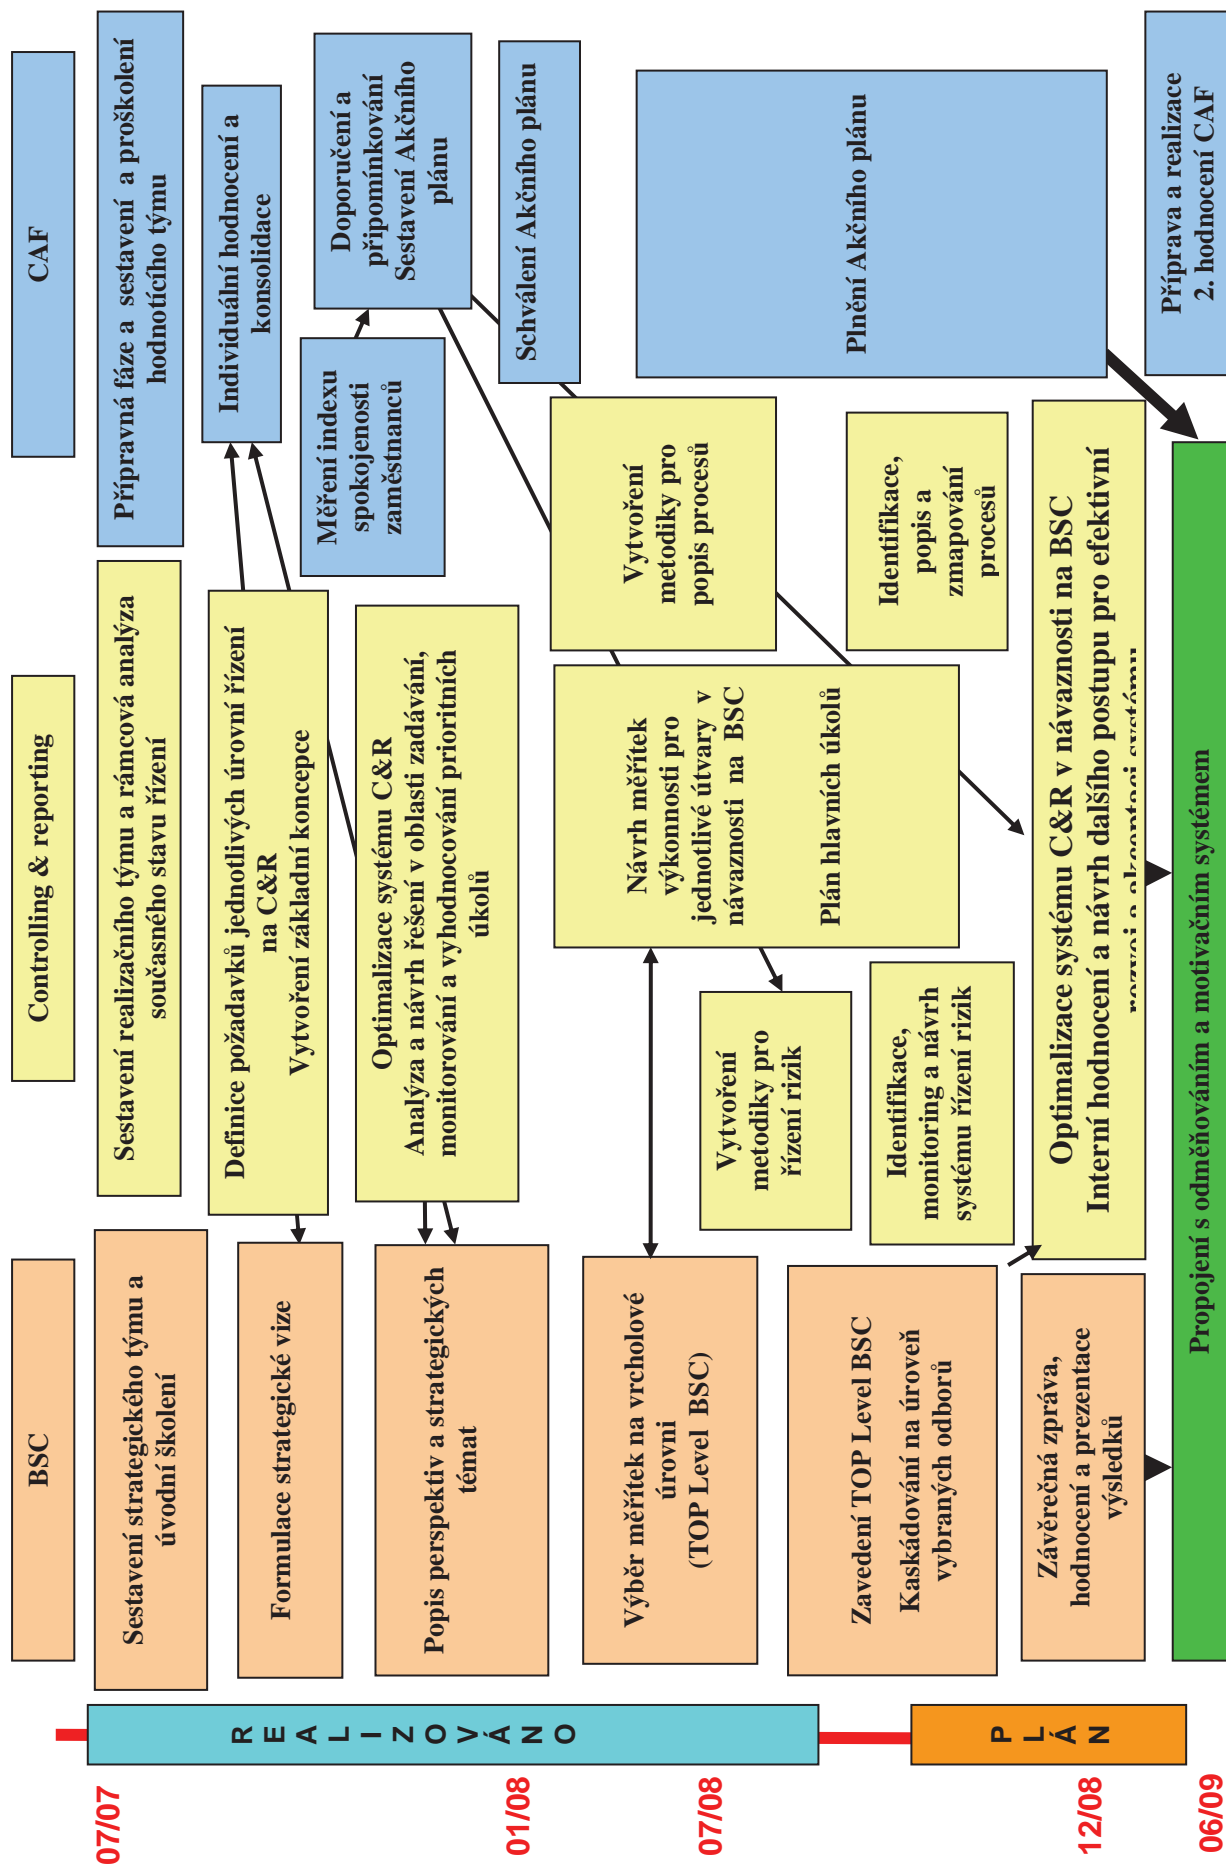 BSC
Controlling & reporting
CAF
07/07
Sestavení strategického týmu a
úvodní školení
Sestavení realizačního týmu a rámcová analýza
současného stavu řízení
Přípravná fáze a sestavení a proškolení
hodnotícího týmu
REALIZOVÁNO
Formulace strategické vize
Definice požadavků jednotlivých úrovní řízení
na C&R
Vytvoření základní koncepce
Individuální hodnocení a
konsolidace
Popis perspektiv a strategických
témat
Optimalizace systému C&R
Analýza a návrh řešení v oblasti zadávání,
monitorování a vyhodnocování prioritních
úkolů
Měření indexu
spokojenosti
zaměstnanců
Doporučení a
připomínkování
Sestavení Akčního
plánu
01/08
Schválení Akčního plánu
Výběr měřítek na vrcholové
úrovni
(TOP Level BSC)
Návrh měřítek
výkonnosti pro
jednotlivé útvary v
návaznosti na BSC
Plán hlavních úkolů
Vytvoření
metodiky pro
popis procesů
07/08
Vytvoření
metodiky pro
řízení rizik
Plnění Akčního plánu
Zavedení TOP Level BSC
Kaskádování na úroveň
vybraných odborů
Identifikace,
monitoring a návrh
systému řízení rizik
Identifikace,
popis a
zmapování
procesů
PLÁN
12/08
Závěrečná zpráva,
hodnocení a prezentace
výsledků
Optimalizace systému C&R v návaznosti na BSC
Interní hodnocení a návrh dalšího postupu pro efektivní
rozvoj a akceptaci systému
Příprava a realizace
2. hodnocení CAF
06/09
Propojení s odměňováním a motivačním systémem